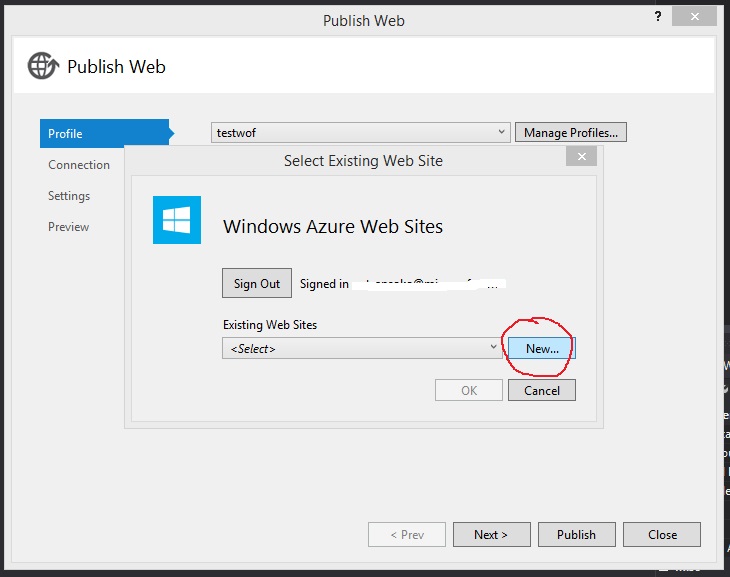 Publish Web
?
Publish Web
Profile
testwof
Manage Profiles...
Connection
Settings
Preview
Select Existing Web Site
Windows Azure Web Sites
Sign Out
Signed in
...
Existing Web Sites
<Select>
New...
OK
Cancel
< Prev
Next >
Publish
Close